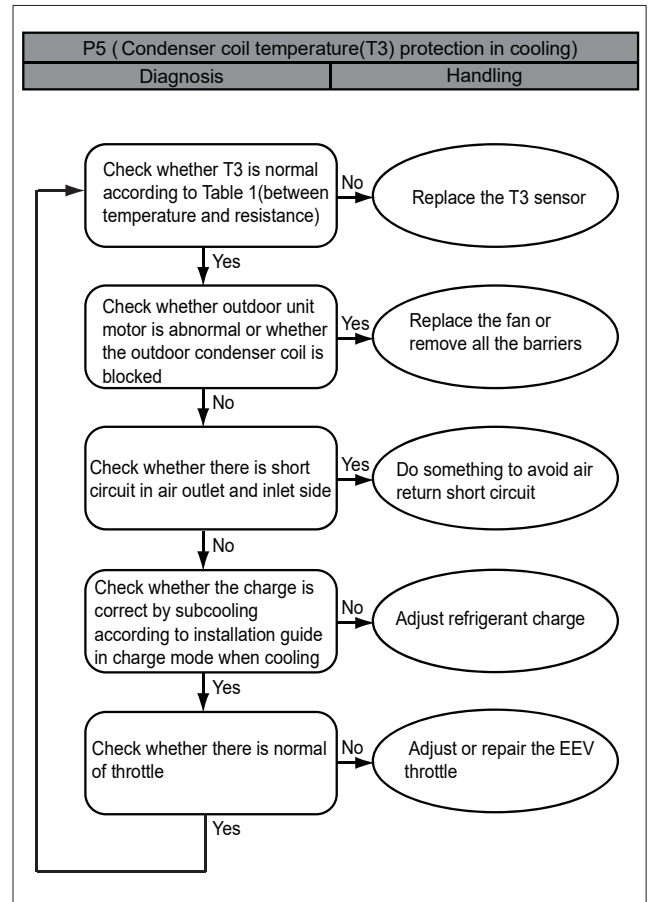 P5 ( Condenser coil temperature(T3) protection in cooling)
Diagnosis
Handling
Check whether T3 is normal
according to Table 1(between
temperature and resistance)
No
Replace the T3 sensor
Yes
Check whether outdoor unit
motor is abnormal or whether
the outdoor condenser coil is
blocked
Yes
Replace the fan or
remove all the barriers
No
Check whether there is short
circuit in air outlet and inlet side
Yes
Do something to avoid air
return short circuit
No
Check whether the charge is
correct by subcooling
according to installation guide
in charge mode when cooling
No
Adjust refrigerant charge
Yes
Check whether there is normal
of throttle
No
Adjust or repair the EEV
throttle
Yes